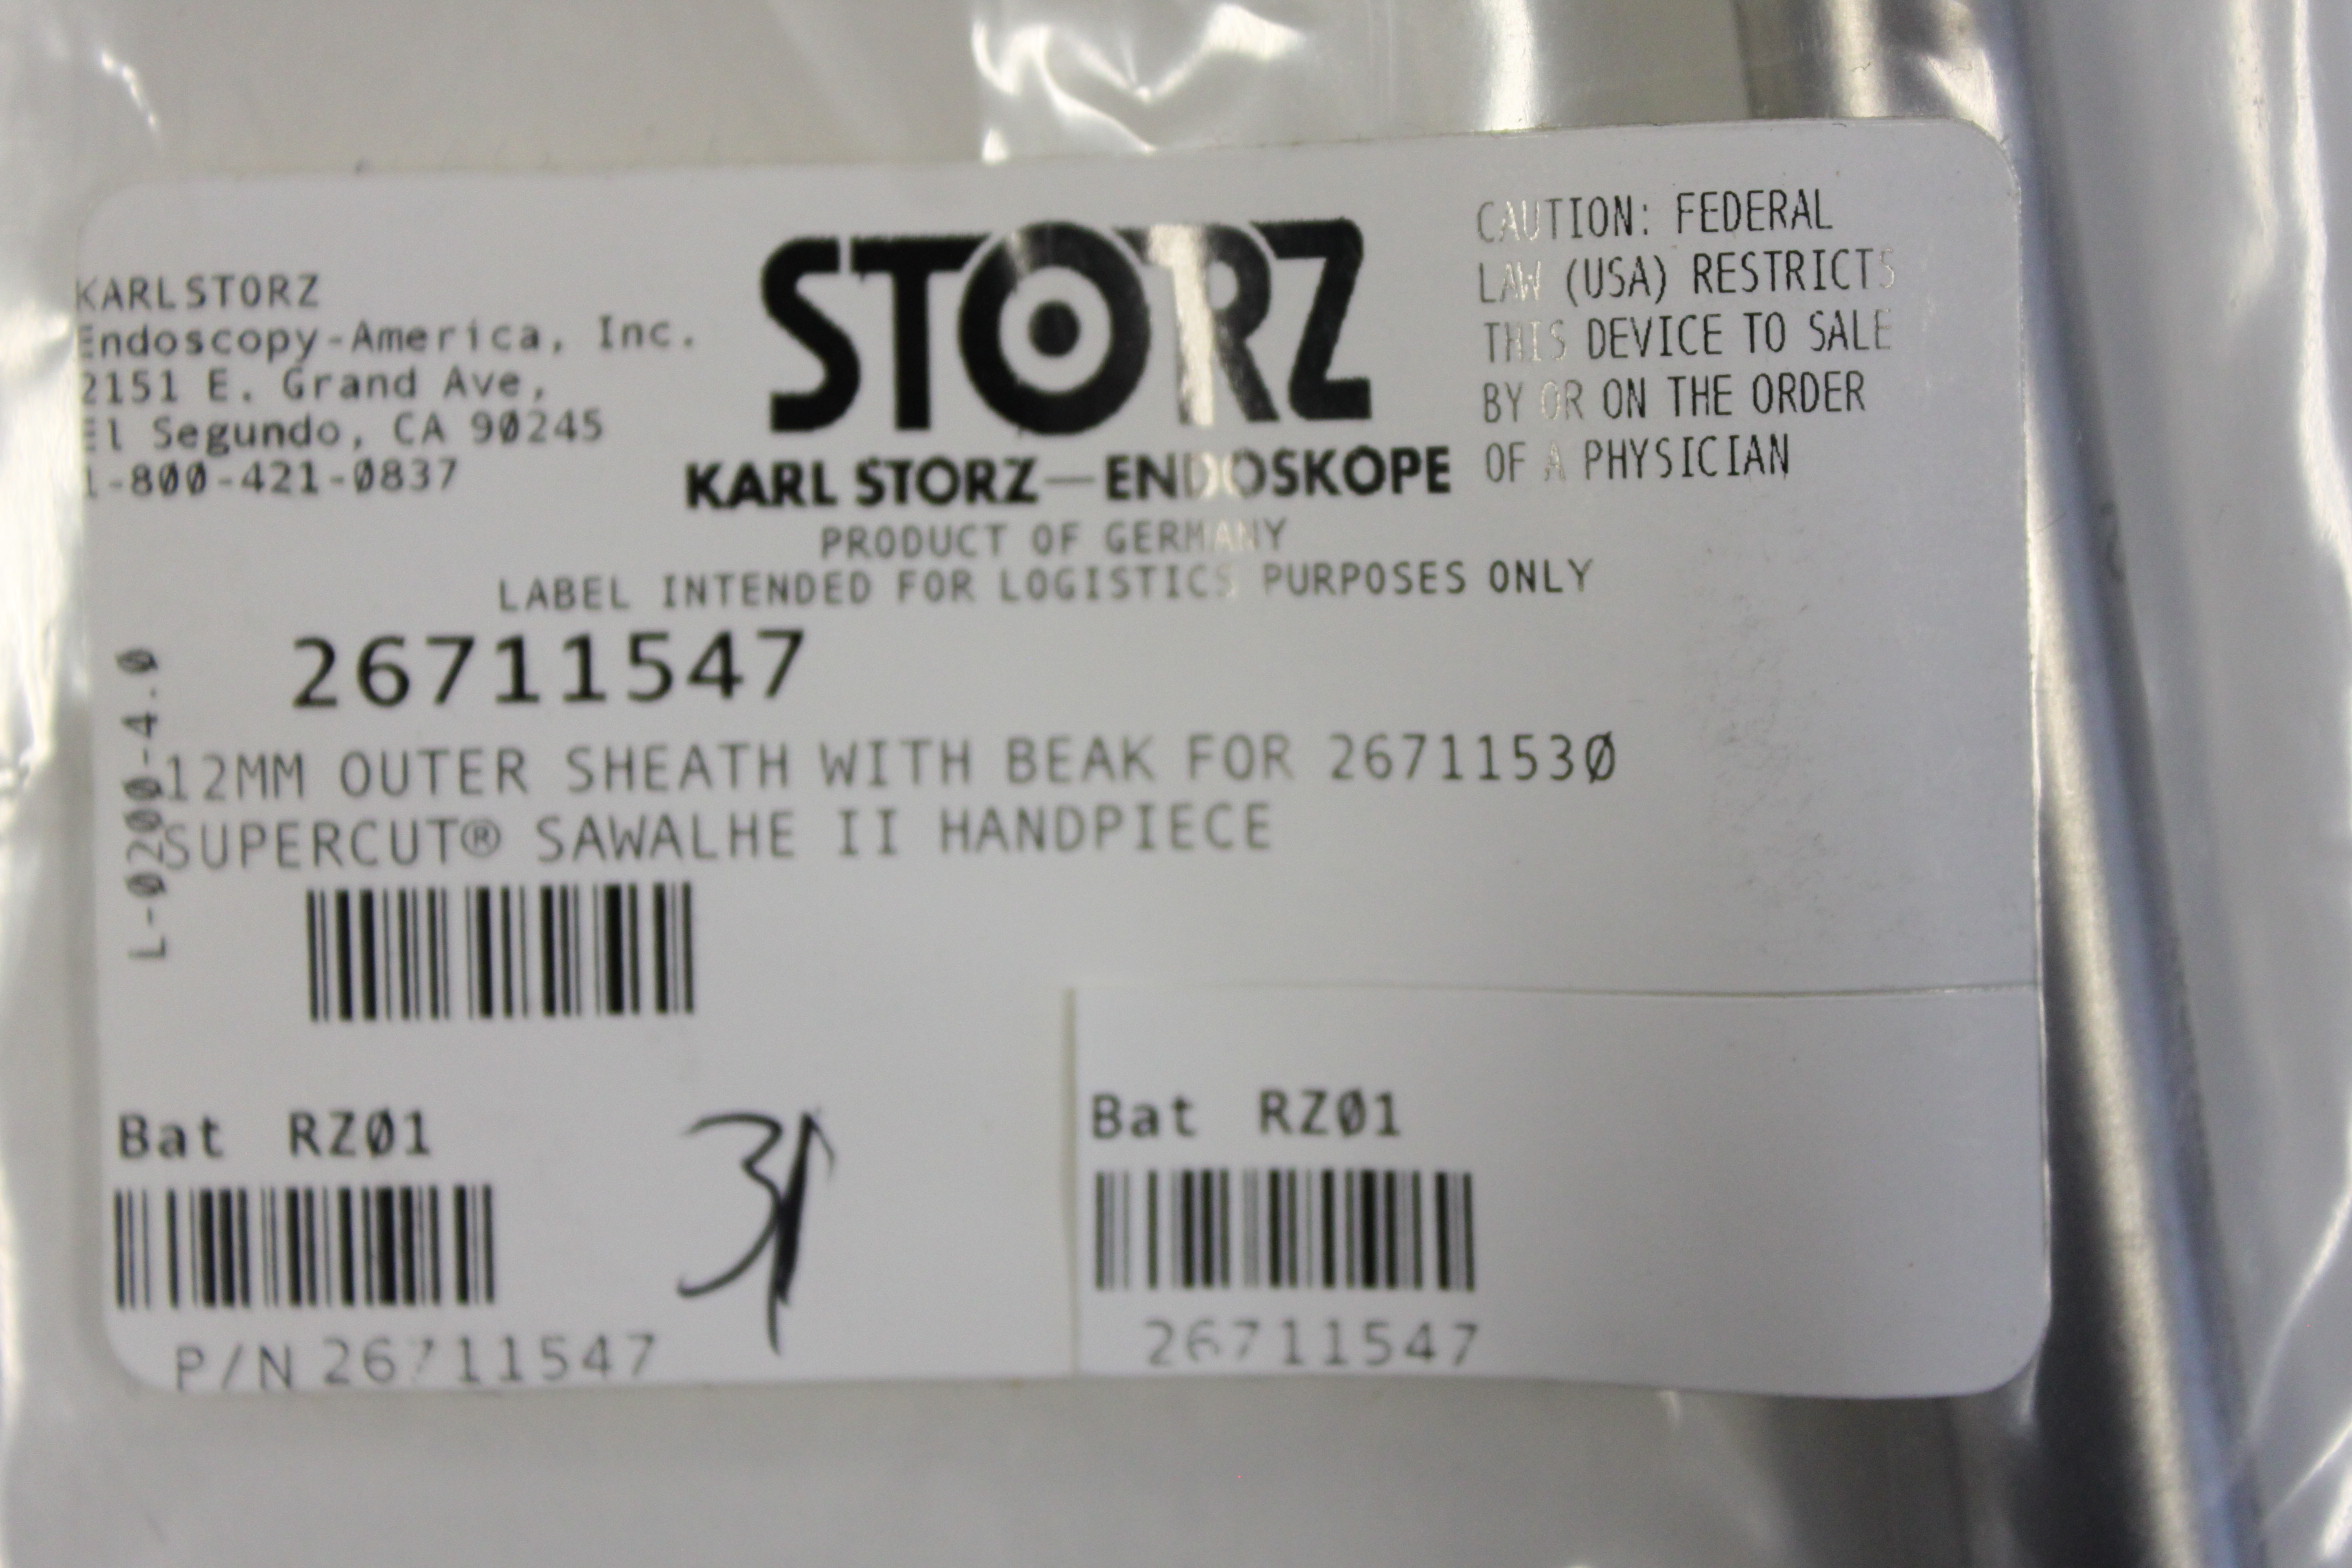 KARL STORZ
Endoscopy-America, Inc.
2151 E. Grand Ave,
El Segundo, CA 90245
1-800-421-0837
STORZ
KARL STORZ—ENDOSKOPE
PRODUCT OF GERMANY
LABEL INTENDED FOR LOGISTICS PURPOSES ONLY
CAUTION: FEDERAL
LAW (USA) RESTRICTS
THIS DEVICE TO SALE
BY OR ON THE ORDER
OF A PHYSICIAN
26711547
L-0200-4.0
12MM OUTER SHEATH WITH BEAK FOR 26711530
SUPERCUT® SAWALHE II HANDPIECE
Bat RZ01
P/N 26711547
Bat RZ01
26711547